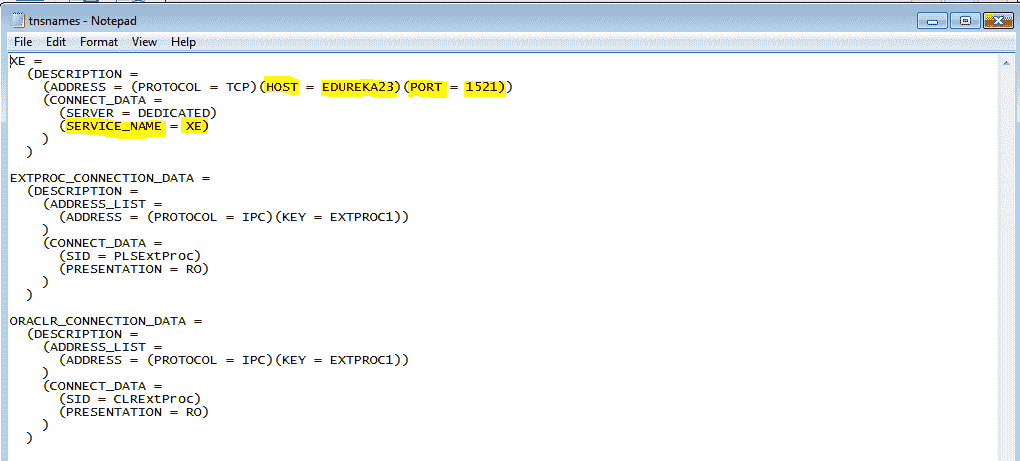 tnsnames - Notepad
File Edit Format View Help
XE =
  (DESCRIPTION =
    (ADDRESS = (PROTOCOL = TCP)(HOST = EDUREKA23)(PORT = 1521))
    (CONNECT_DATA =
      (SERVER = DEDICATED)
      (SERVICE_NAME = XE)
    )
  )

EXTPROC_CONNECTION_DATA =
  (DESCRIPTION =
    (ADDRESS_LIST =
      (ADDRESS = (PROTOCOL = IPC)(KEY = EXTPROC1))
    )
    (CONNECT_DATA =
      (SID = PLSExtProc)
      (PRESENTATION = RO)
    )
  )

ORACLR_CONNECTION_DATA =
  (DESCRIPTION =
    (ADDRESS_LIST =
      (ADDRESS = (PROTOCOL = IPC)(KEY = EXTPROC1))
    )
    (CONNECT_DATA =
      (SID = CLRExtProc)
      (PRESENTATION = RO)
    )
  )